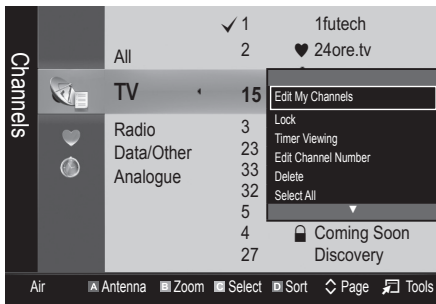 Channels
All
TV
Radio
Data/Other
Analogue
1 1futech
2 24ore.tv
15
3
23
33
32
5
4 Coming Soon
27 Discovery
Edit My Channels
Lock
Timer Viewing
Edit Channel Number
Delete
Select All
Air A Antenna B Zoom C Select D Sort Page Tools